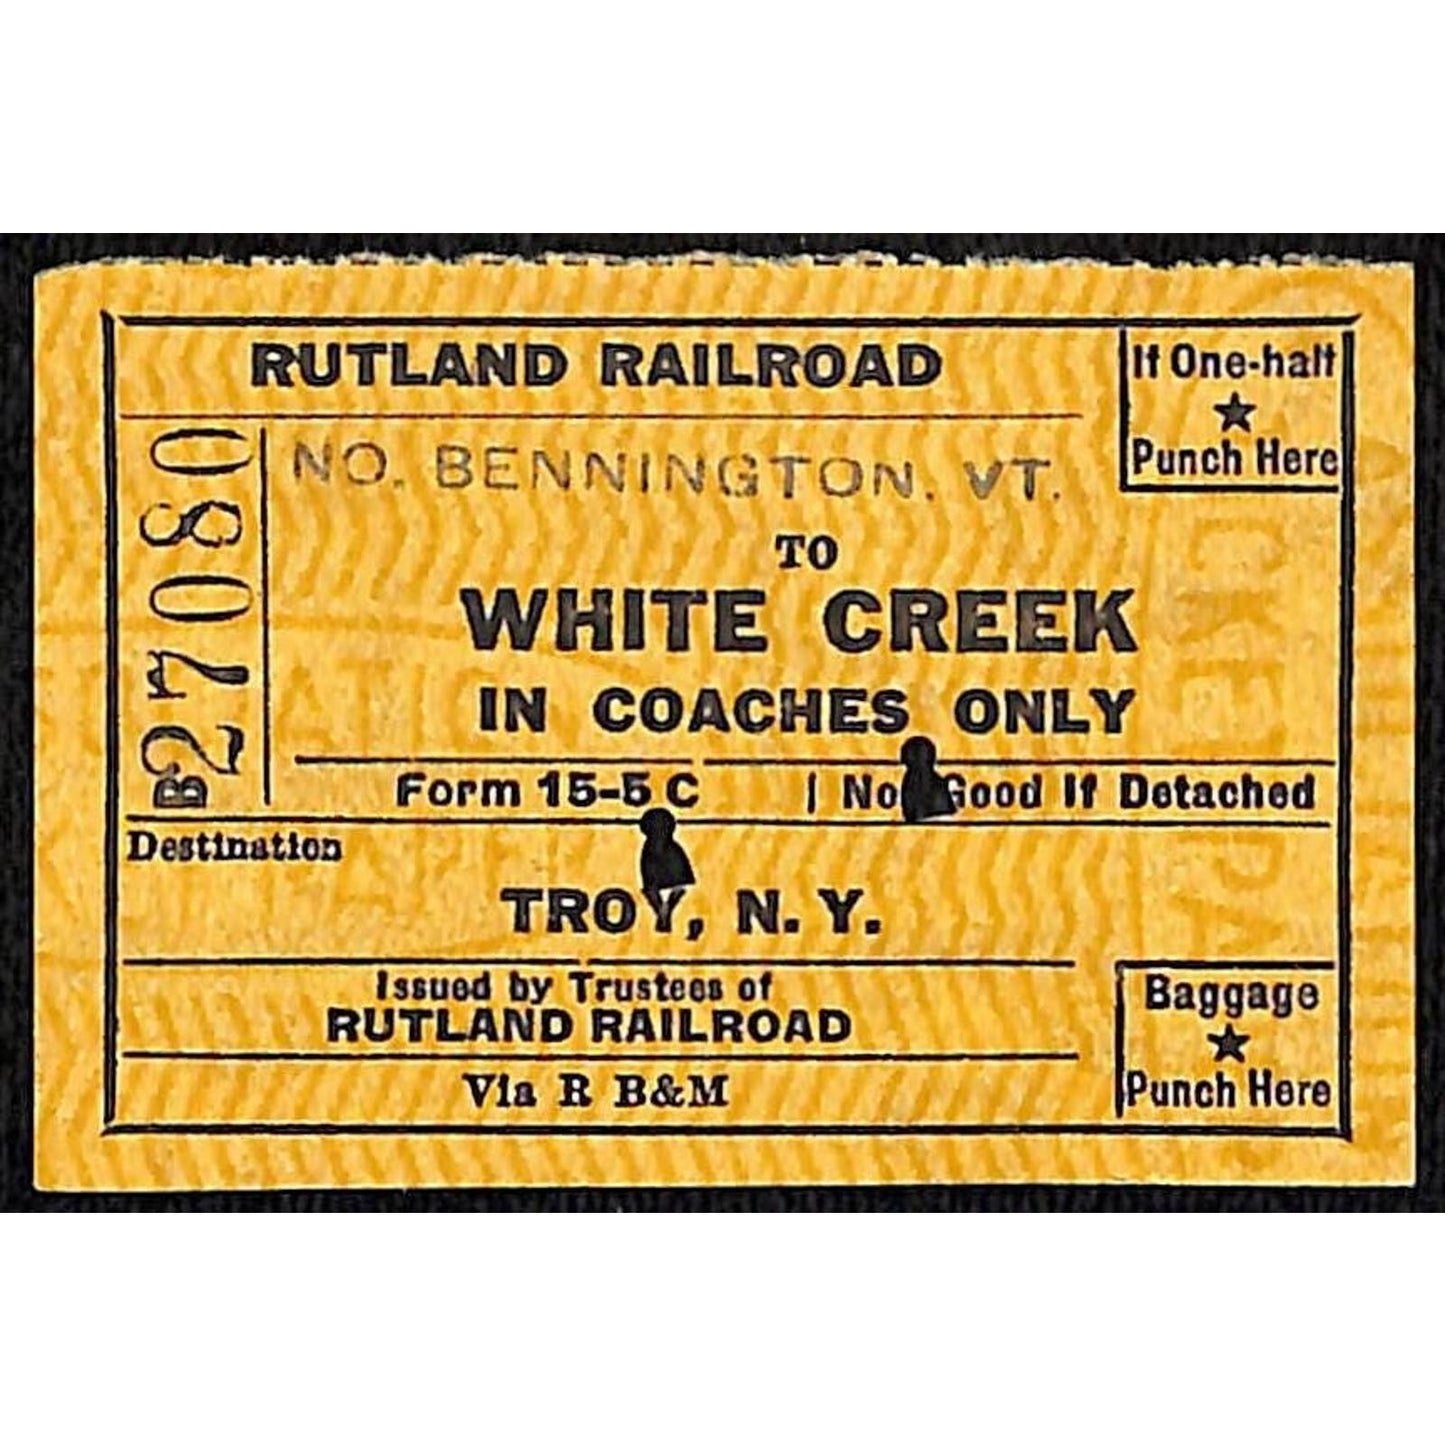 RUTLAND RAILROAD
If One-half
★
Punch Here
B27080
NO. BENNINGTON, VT.
TO
WHITE CREEK
IN COACHES ONLY
Form 15-5 C | No Good If Detached
Destination
TROY, N. Y.
Issued by Trustees of
RUTLAND RAILROAD
Via R B&M
Baggage
★
Punch Here